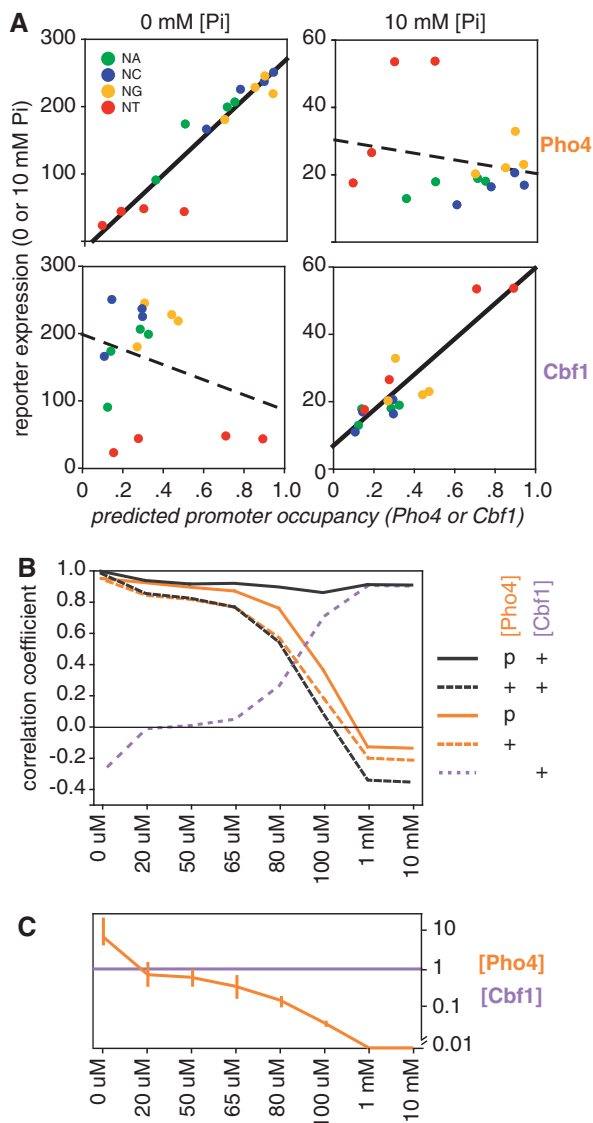 A
0 mM [Pi]
10 mM [Pi]
NA
NC
NG
NT
300
200
100
0
60
40
20
0
Pho4
300
200
100
0
60
40
20
0
Cbf1
reporter expression (0 or 10 mM Pi)
0 .2 .4 .6 .8 1.0
0 .2 .4 .6 .8 1.0
predicted promoter occupancy (Pho4 or Cbf1)
B
correlation coeffiicient
1.0
0.8
0.6
0.4
0.2
0.0
-0.2
-0.4
0 uM
20 uM
50 uM
65 uM
80 uM
100 uM
1 mM
10 mM
[Pho4]
[Cbf1]
p +
+ +
p
+
+
C
10
1
0.1
0.01
[Pho4]
[Cbf1]
0 uM
20 uM
50 uM
65 uM
80 uM
100 uM
1 mM
10 mM